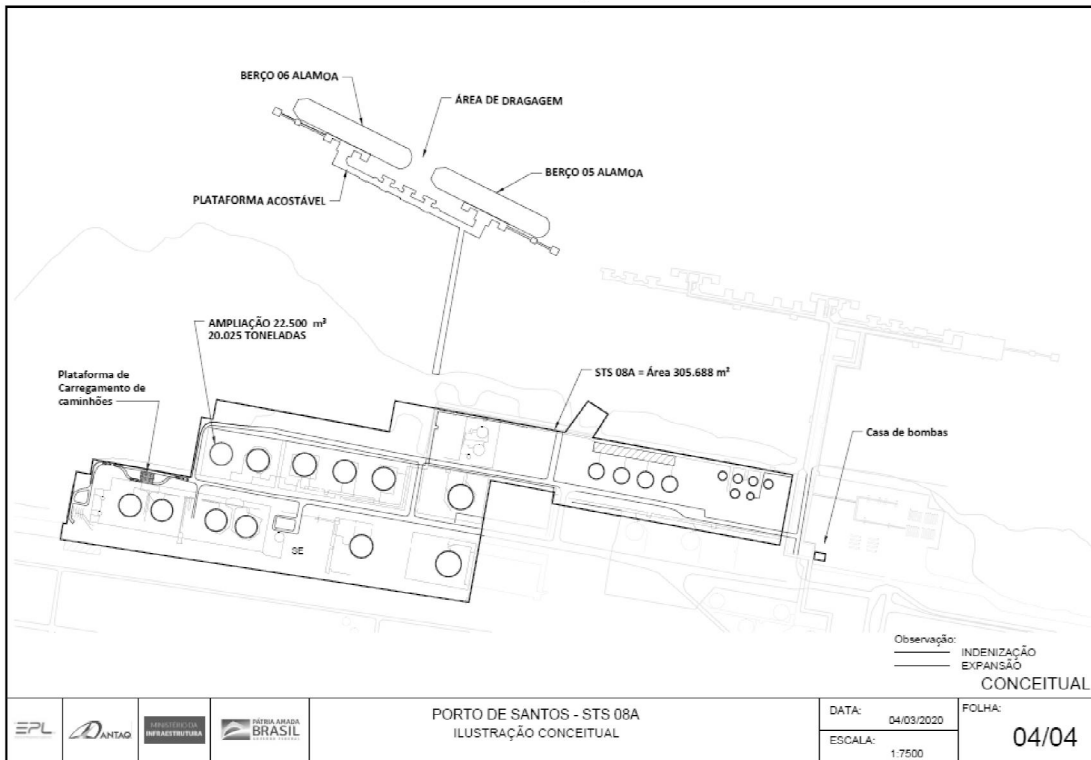 BERÇO 06 ALAMOA
ÁREA DE DRAGAGEM
BERÇO 05 ALAMOA
PLATAFORMA ACOSTÁVEL
AMPLIAÇÃO 22.500 m³
20.025 TONELADAS
STS 08A = Área 305.688 m²
Plataforma de
Carregamento de
caminhões
Casa de bombas
SE
Observação:
INDENIZAÇÃO
EXPANSÃO
CONCEITUAL
EPL
ANTAQ
MINISTÉRIO DA
INFRAESTRUTURA
PÁTRIA AMADA
BRASIL
GOVERNO FEDERAL
PORTO DE SANTOS - STS 08A
ILUSTRAÇÃO CONCEITUAL
DATA:
04/03/2020
ESCALA:
1:7500
FOLHA:
04/04